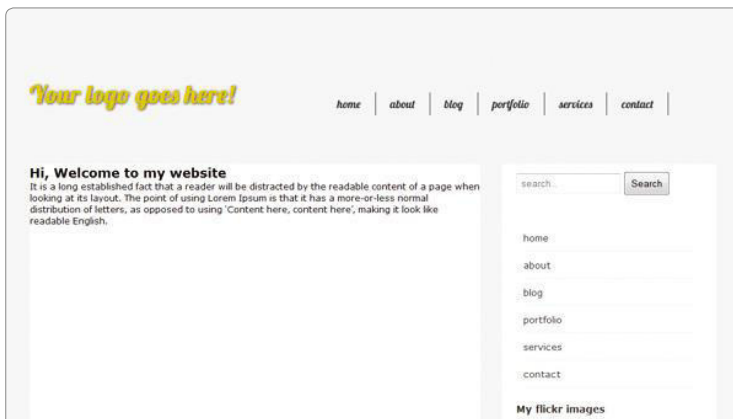 Your logo goes here!
home about blog portfolio services contact
Hi, Welcome to my website
It is a long established fact that a reader will be distracted by the readable content of a page when
looking at its layout. The point of using Lorem Ipsum is that it has a more-or-less normal
distribution of letters, as opposed to using 'Content here, content here', making it look like
readable English.
search.. Search
home
about
blog
portfolio
services
contact
My flickr images